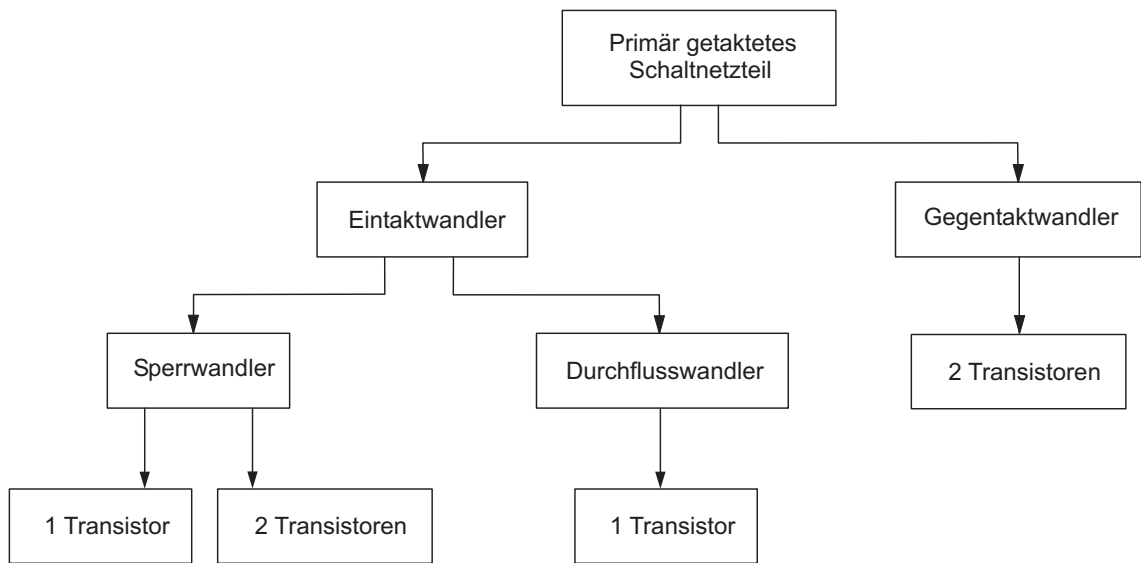 Primär getaktetes
Schaltnetzteil
Eintaktwandler
Gegentaktwandler
Sperrwandler
Durchflusswandler
2 Transistoren
1 Transistor
2 Transistoren
1 Transistor